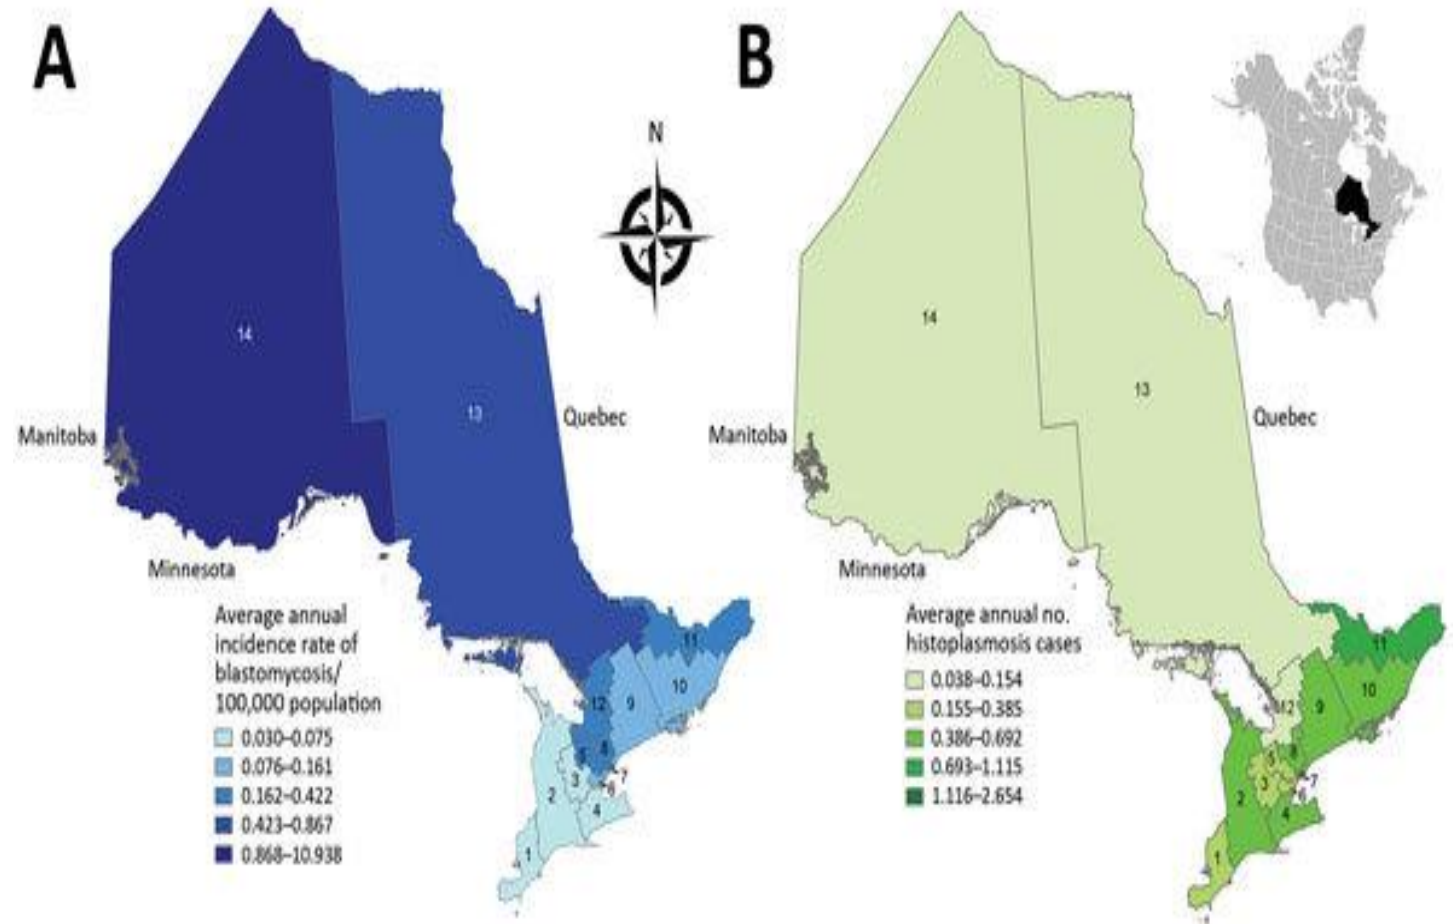 A
B
N
14
13
Quebec
Manitoba
Minnesota
Average annual
incidence rate of
blastomycosis/
100,000 population
0.030–0.075
0.076–0.161
0.162–0.422
0.423–0.867
0.868–10.938
11
10
12
9
8
5
7
3
6
2
4
1
14
13
Quebec
Manitoba
Minnesota
Average annual no.
histoplasmosis cases
0.038–0.154
0.155–0.385
0.386–0.692
0.693–1.115
1.116–2.654
11
10
12
9
8
5
7
3
6
2
4
1